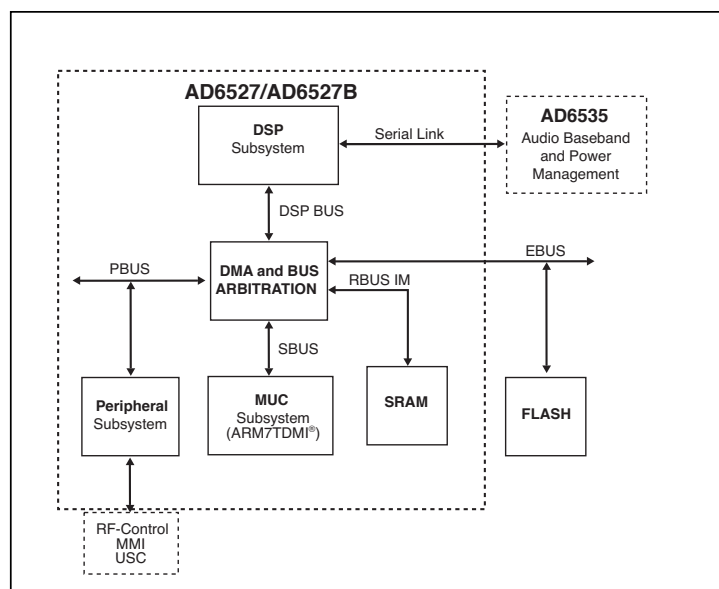 AD6527/AD6527B
DSP
Subsystem
Serial Link
AD6535
Audio Baseband
and Power
Management
DSP BUS
PBUS
DMA and BUS
ARBITRATION
EBUS
RBUS IM
SBUS
Peripheral
Subsystem
MUC
Subsystem
(ARM7TDMI®)
SRAM
FLASH
RF-Control
MMI
USC